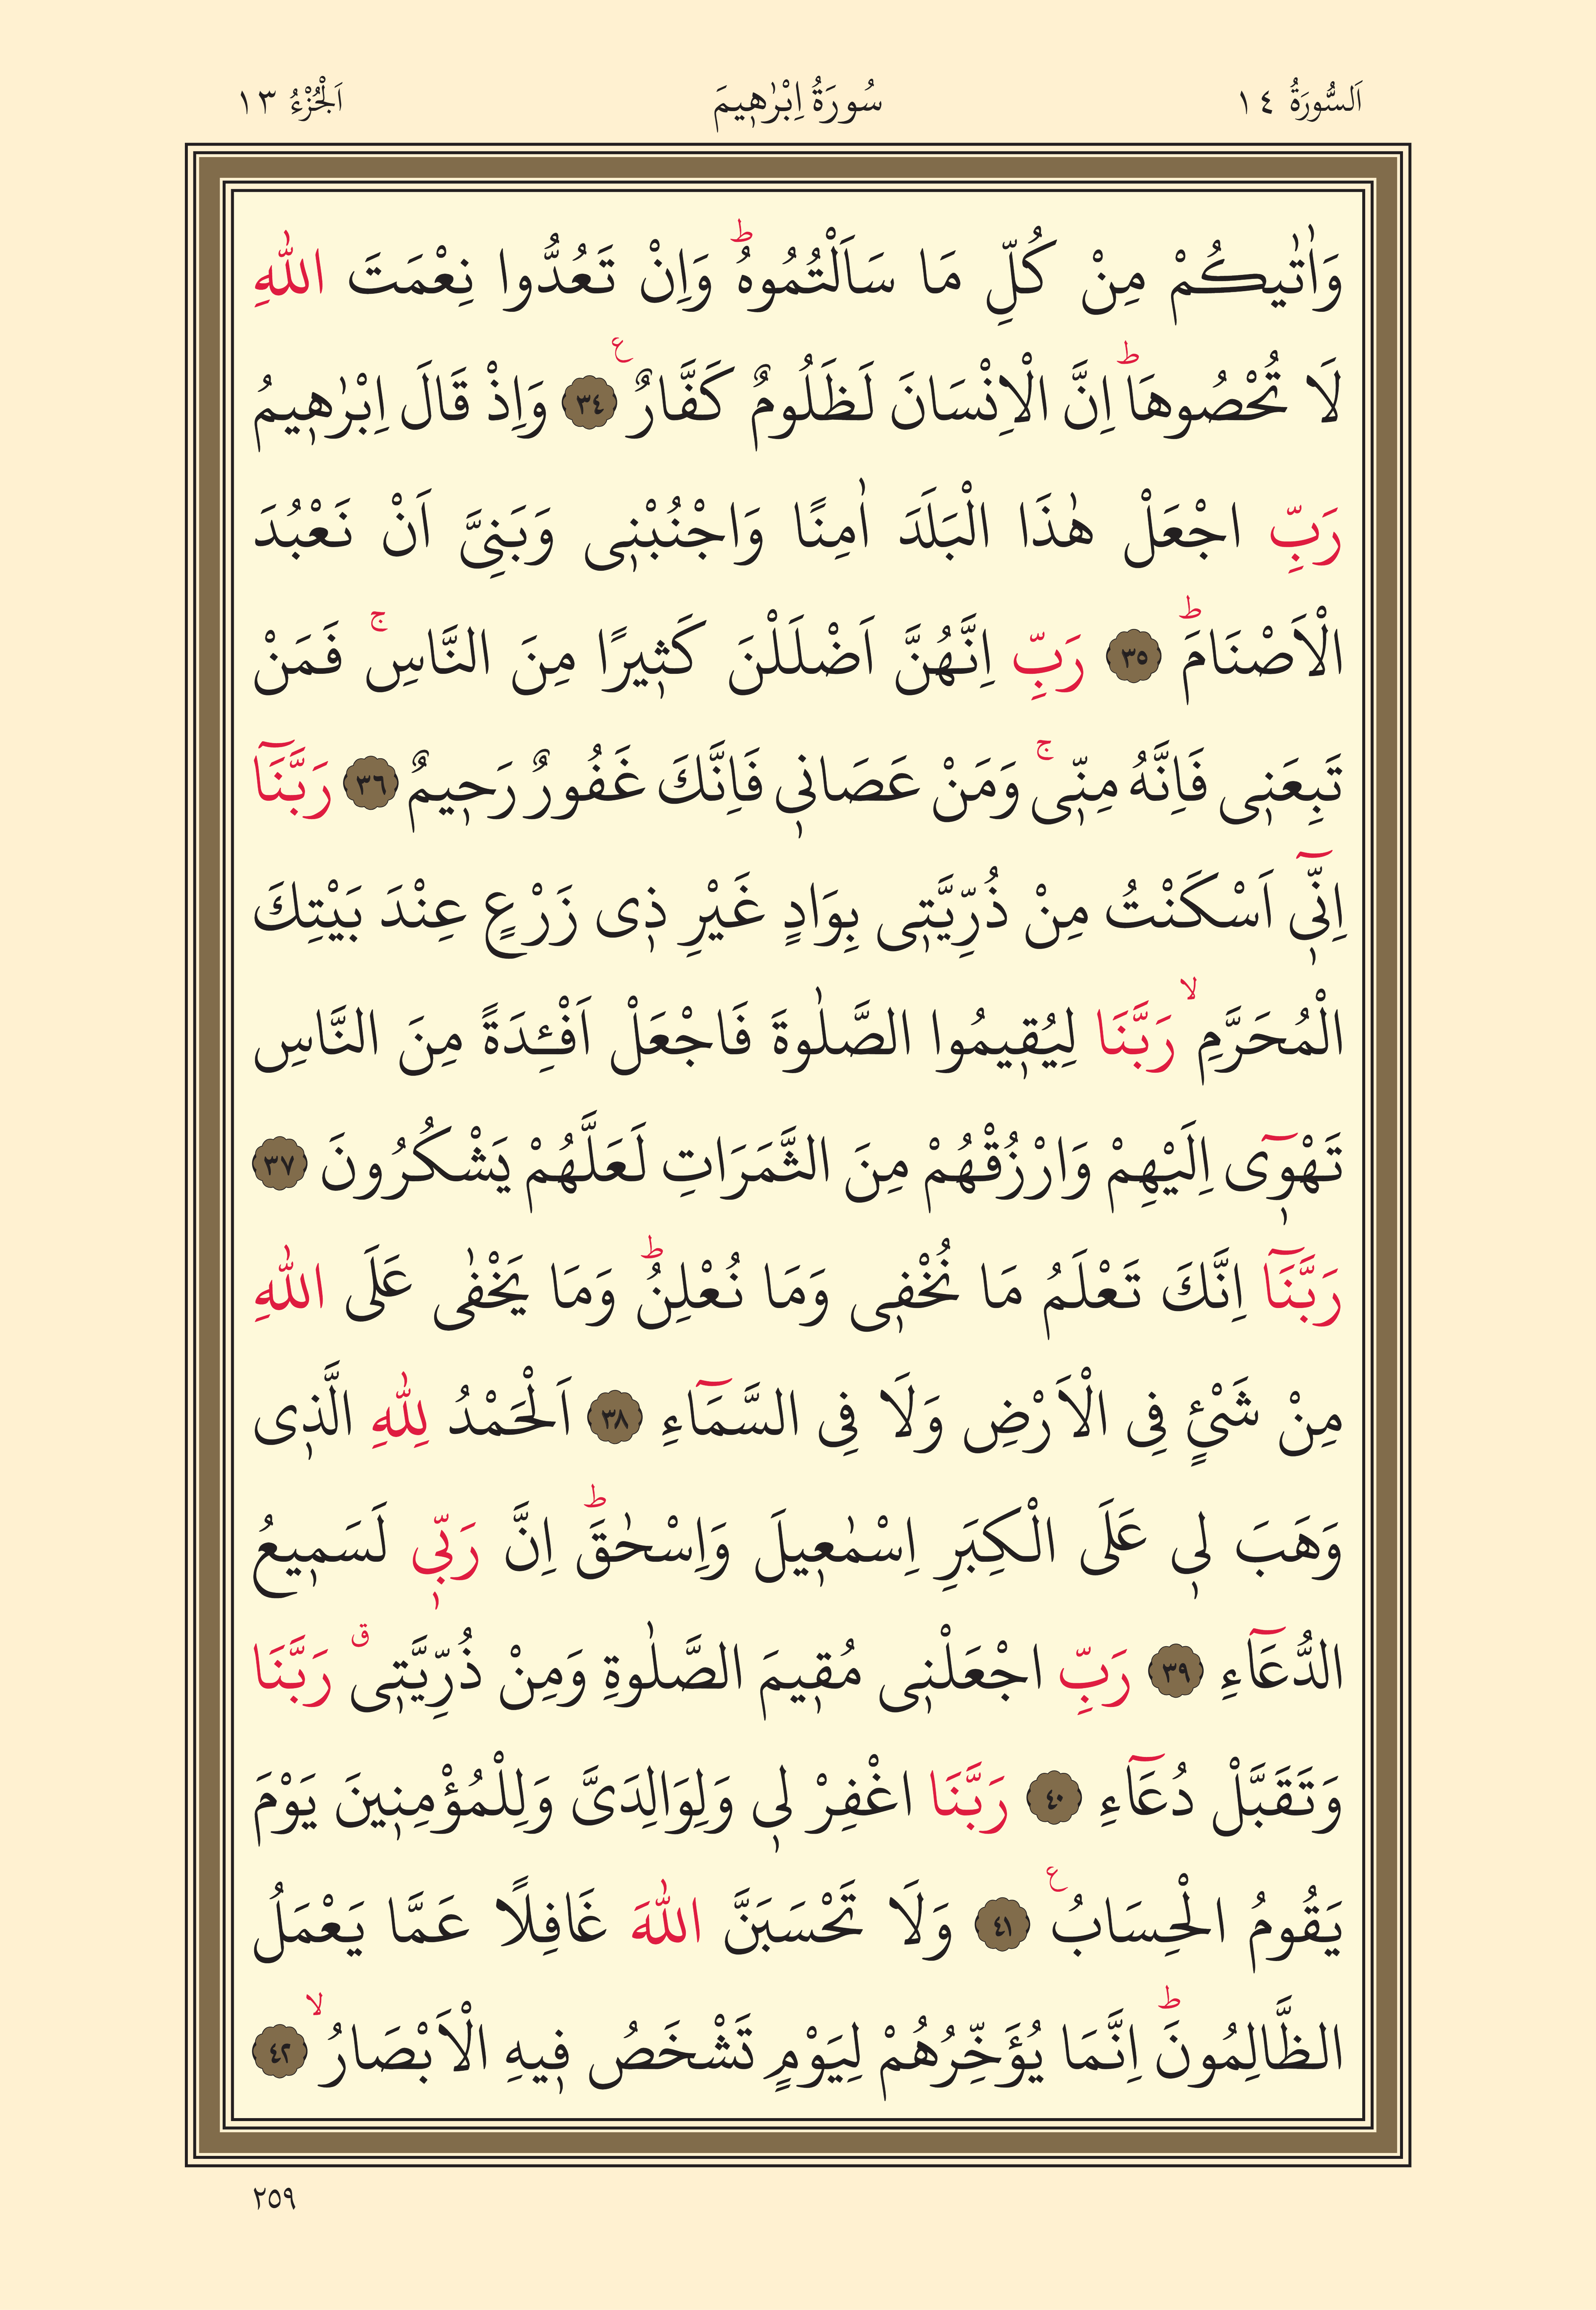 اَلسُّورَةُ ١٤ سُورَةُ اِبْرٰه۪يمَ اَلْجُزْءُ ١٣
وَاٰتٰيكُمْ مِنْ كُلِّ مَا سَاَلْتُمُوهُۜ وَاِنْ تَعُدُّوا نِعْمَتَ اللّٰهِ
لَا تُحْصُوهَاۜ اِنَّ الْاِنْسَانَ لَظَلُومٌ كَفَّارٌ۟ ٣٤ وَاِذْ قَالَ اِبْرٰه۪يمُ
رَبِّ اجْعَلْ هٰذَا الْبَلَدَ اٰمِنًا وَاجْنُبْن۪ى وَبَنِىَّ اَنْ نَعْبُدَ
الْاَصْنَامَۜ ٣٥ رَبِّ اِنَّهُنَّ اَضْلَلْنَ كَث۪يرًا مِنَ النَّاسِۚ فَمَنْ
تَبِعَن۪ى فَاِنَّهُ مِنّ۪ىۚ وَمَنْ عَصَان۪ى فَاِنَّكَ غَفُورٌ رَح۪يمٌ ٣٦ رَبَّنَٓا
اِنّ۪ٓى اَسْكَنْتُ مِنْ ذُرِّيَّت۪ى بِوَادٍ غَيْرِ ذ۪ى زَرْعٍ عِنْدَ بَيْتِكَ
الْمُحَرَّمِۙ رَبَّنَا لِيُق۪يمُوا الصَّلٰوةَ فَاجْعَلْ اَفْـِٔدَةً مِنَ النَّاسِ
تَهْو۪ٓى اِلَيْهِمْ وَارْزُقْهُمْ مِنَ الثَّمَرَاتِ لَعَلَّهُمْ يَشْكُرُونَ ٣٧
رَبَّنَٓا اِنَّكَ تَعْلَمُ مَا نُخْف۪ى وَمَا نُعْلِنُۜ وَمَا يَخْفٰى عَلَى اللّٰهِ
مِنْ شَىْءٍ فِى الْاَرْضِ وَلَا فِى السَّمَٓاءِ ٣٨ اَلْحَمْدُ لِلّٰهِ الَّذ۪ى
وَهَبَ ل۪ى عَلَى الْكِبَرِ اِسْمٰع۪يلَ وَاِسْحٰقَۜ اِنَّ رَبّ۪ى لَسَم۪يعُ
الدُّعَٓاءِ ٣٩ رَبِّ اجْعَلْن۪ى مُق۪يمَ الصَّلٰوةِ وَمِنْ ذُرِّيَّت۪ىۗ رَبَّنَا
وَتَقَبَّلْ دُعَٓاءِ ٤٠ رَبَّنَا اغْفِرْ ل۪ى وَلِوَالِدَىَّ وَلِلْمُؤْمِن۪ينَ يَوْمَ
يَقُومُ الْحِسَابُ۟ ٤١ وَلَا تَحْسَبَنَّ اللّٰهَ غَافِلًا عَمَّا يَعْمَلُ
الظَّالِمُونَۜ اِنَّمَا يُؤَخِّرُهُمْ لِيَوْمٍ تَشْخَصُ ف۪يهِ الْاَبْصَارُۙ ٤٢
٢٥٩